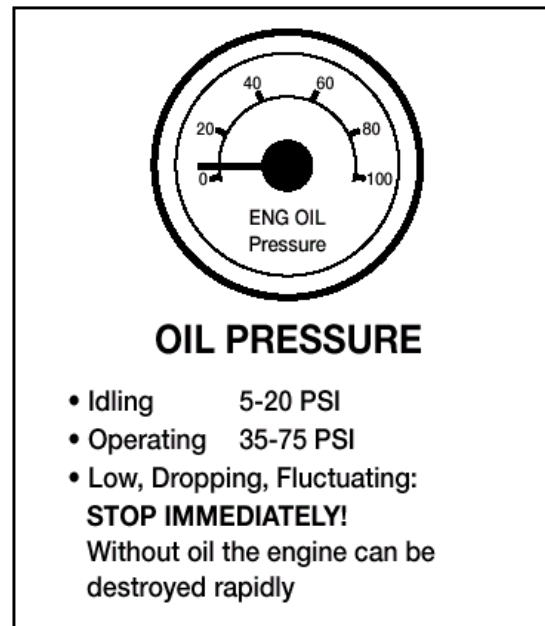 40 60
20 80
0 100
ENG OIL
Pressure
OIL PRESSURE
• Idling 5-20 PSI
• Operating 35-75 PSI
• Low, Dropping, Fluctuating:
STOP IMMEDIATELY!
Without oil the engine can be
destroyed rapidly